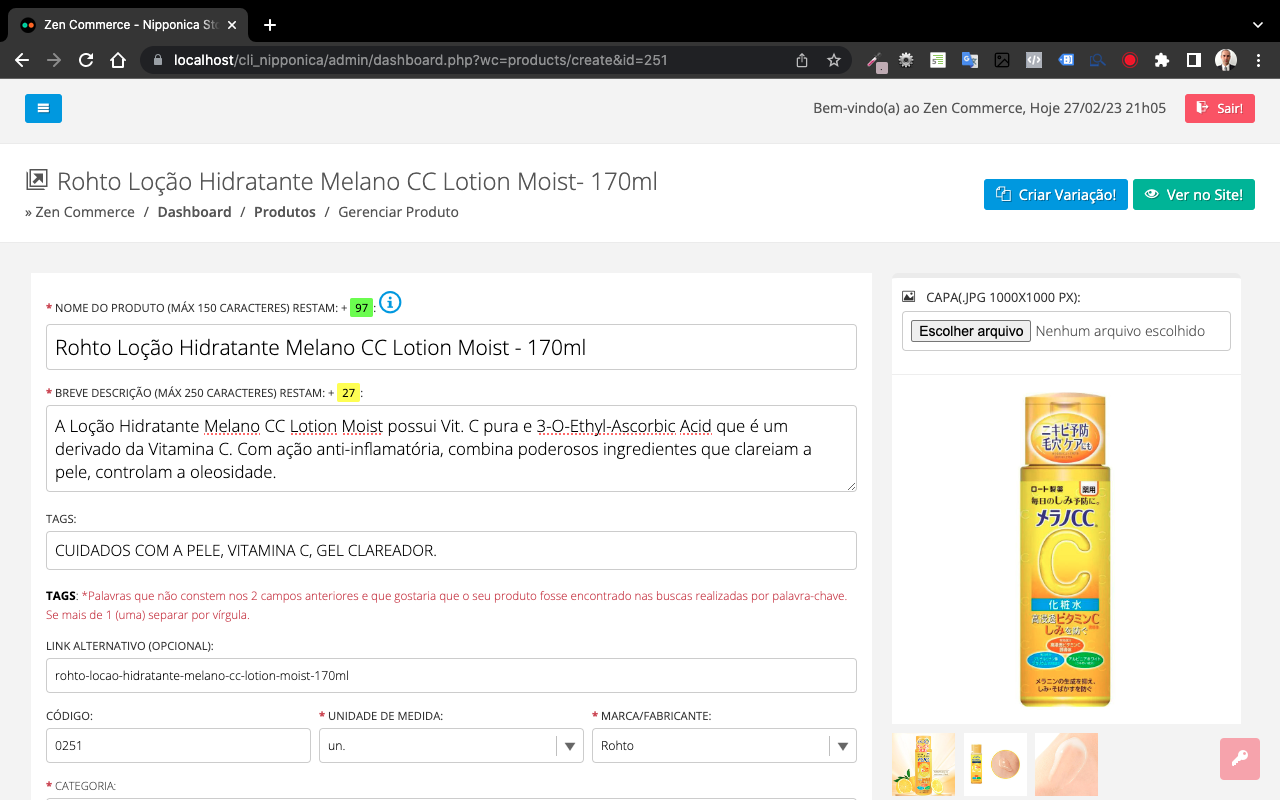 Zen Commerce - Nipponica Sto
localhost/cli_nipponica/admin/dashboard.php?wc=products/create&id=251
Bem-vindo(a) ao Zen Commerce, Hoje 27/02/23 21h05
Sair!
Rohto Loção Hidratante Melano CC Lotion Moist- 170ml
» Zen Commerce / Dashboard / Produtos / Gerenciar Produto
Criar Variação!
Ver no Site!
* NOME DO PRODUTO (MÁX 150 CARACTERES) RESTAM: + 97 :
Rohto Loção Hidratante Melano CC Lotion Moist - 170ml
* BREVE DESCRIÇÃO (MÁX 250 CARACTERES) RESTAM: + 27 :
A Loção Hidratante Melano CC Lotion Moist possui Vit. C pura e 3-O-Ethyl-Ascorbic Acid que é um
derivado da Vitamina C. Com ação anti-inflamatória, combina poderosos ingredientes que clareiam a
pele, controlam a oleosidade.
TAGS:
CUIDADOS COM A PELE, VITAMINA C, GEL CLAREADOR.
TAGS: *Palavras que não constem nos 2 campos anteriores e que gostaria que o seu produto fosse encontrado nas buscas realizadas por palavra-chave.
Se mais de 1 (uma) separar por vírgula.
LINK ALTERNATIVO (OPCIONAL):
rohto-locao-hidratante-melano-cc-lotion-moist-170ml
CÓDIGO:
* UNIDADE DE MEDIDA:
* MARCA/FABRICANTE:
0251
un.
Rohto
* CATEGORIA:
CAPA(.JPG 1000X1000 PX):
Escolher arquivo Nenhum arquivo escolhido
ニキビ予防
毛穴ケアにも
ロート製薬
薬用
毎日のしみ予防に。
メラノCC
C
化粧水
高浸透ビタミンC
しみを防ぐ
メラニンの生成を抑え、
しみ・そばかすを防ぐ